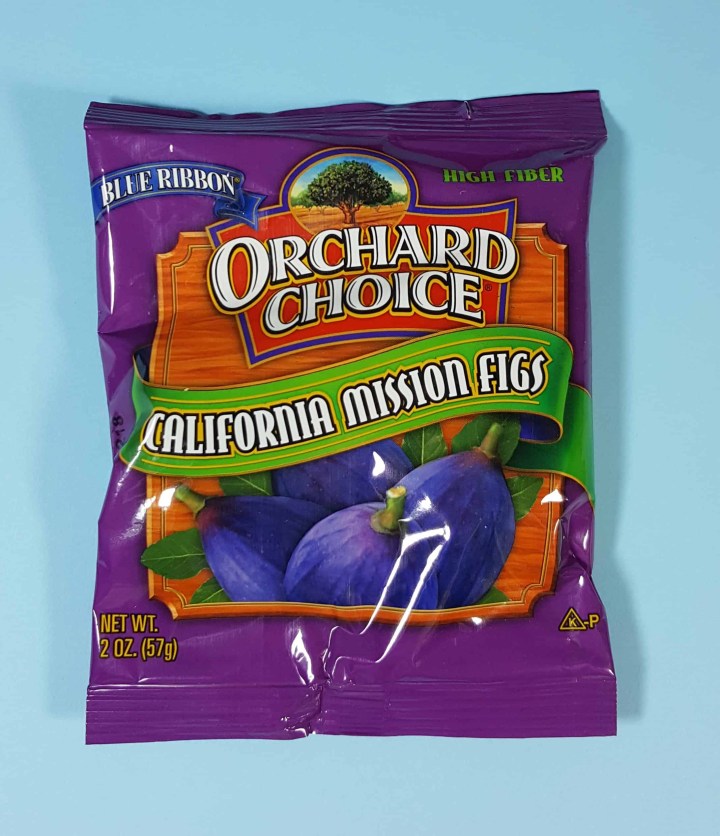 BLUE RIBBON®
HIGH FIBER
ORCHARD
CHOICE®
CALIFORNIA MISSION FIGS
NET WT.
2 OZ. (57g)
K-P